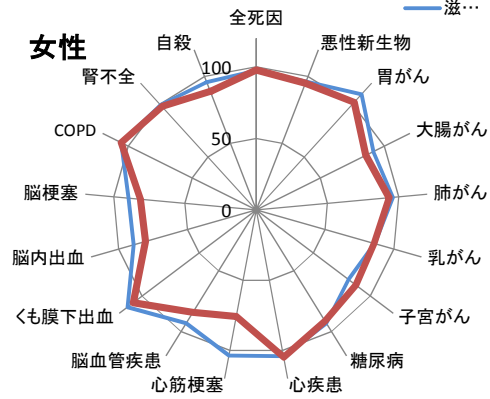 滋…
女性
全死因
悪性新生物
胃がん
大腸がん
肺がん
乳がん
子宮がん
糖尿病
心疾患
心筋梗塞
脳血管疾患
くも膜下出血
脳内出血
脳梗塞
COPD
腎不全
自殺
100
50
0